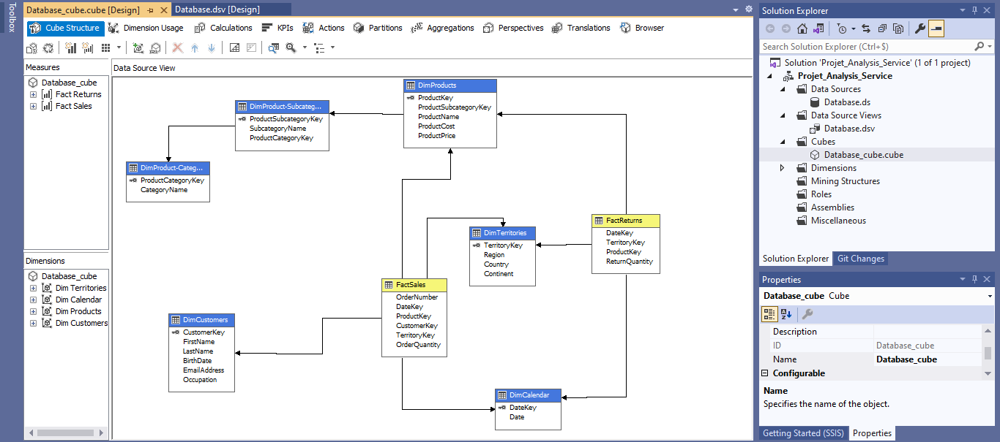 Toolbox
Database_cube.cube [Design]
Database.dsv [Design]
Cube Structure
Dimension Usage
Calculations
KPIs
Actions
Partitions
Aggregations
Perspectives
Translations
Browser
Measures
Database_cube
Fact Returns
Fact Sales
Dimensions
Database_cube
Dim Territories
Dim Calendar
Dim Products
Dim Customers
Data Source View
DimProducts
ProductKey
ProductSubcategoryKey
ProductName
ProductCost
ProductPrice
DimProduct-Subcateg...
ProductSubcategoryKey
SubcategoryName
ProductCategoryKey
DimProduct-Categ...
ProductCategoryKey
CategoryName
FactReturns
DateKey
TerritoryKey
ProductKey
ReturnQuantity
DimTerritories
TerritoryKey
Region
Country
Continent
FactSales
OrderNumber
DateKey
ProductKey
CustomerKey
TerritoryKey
OrderQuantity
DimCustomers
CustomerKey
FirstName
LastName
BirthDate
EmailAddress
Occupation
DimCalendar
DateKey
Date
Solution Explorer
Search Solution Explorer (Ctrl+$)
Solution 'Projet_Analysis_Service' (1 of 1 project)
Projet_Analysis_Service
Data Sources
Database.ds
Data Source Views
Database.dsv
Cubes
Database_cube.cube
Dimensions
Mining Structures
Roles
Assemblies
Miscellaneous
Solution Explorer
Git Changes
Properties
Database_cube Cube
Description
ID Database_cube
Name Database_cube
Configurable
Name
Specifies the name of the object.
Getting Started (SSIS)
Properties